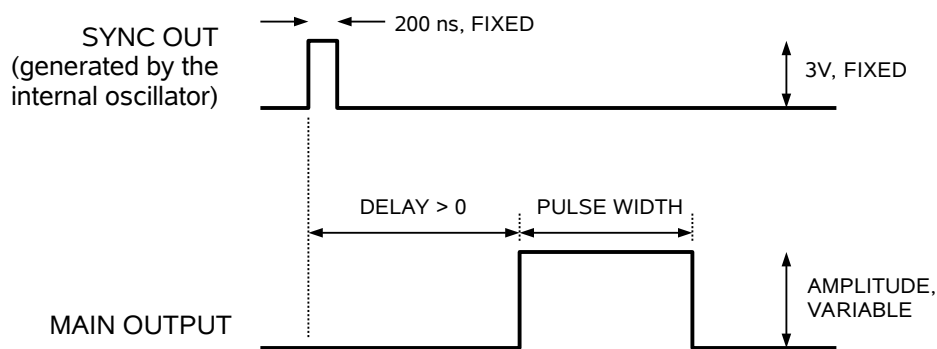 200 ns, FIXED
SYNC OUT
(generated by the
internal oscillator)
3V, FIXED
DELAY > 0
PULSE WIDTH
AMPLITUDE,
VARIABLE
MAIN OUTPUT